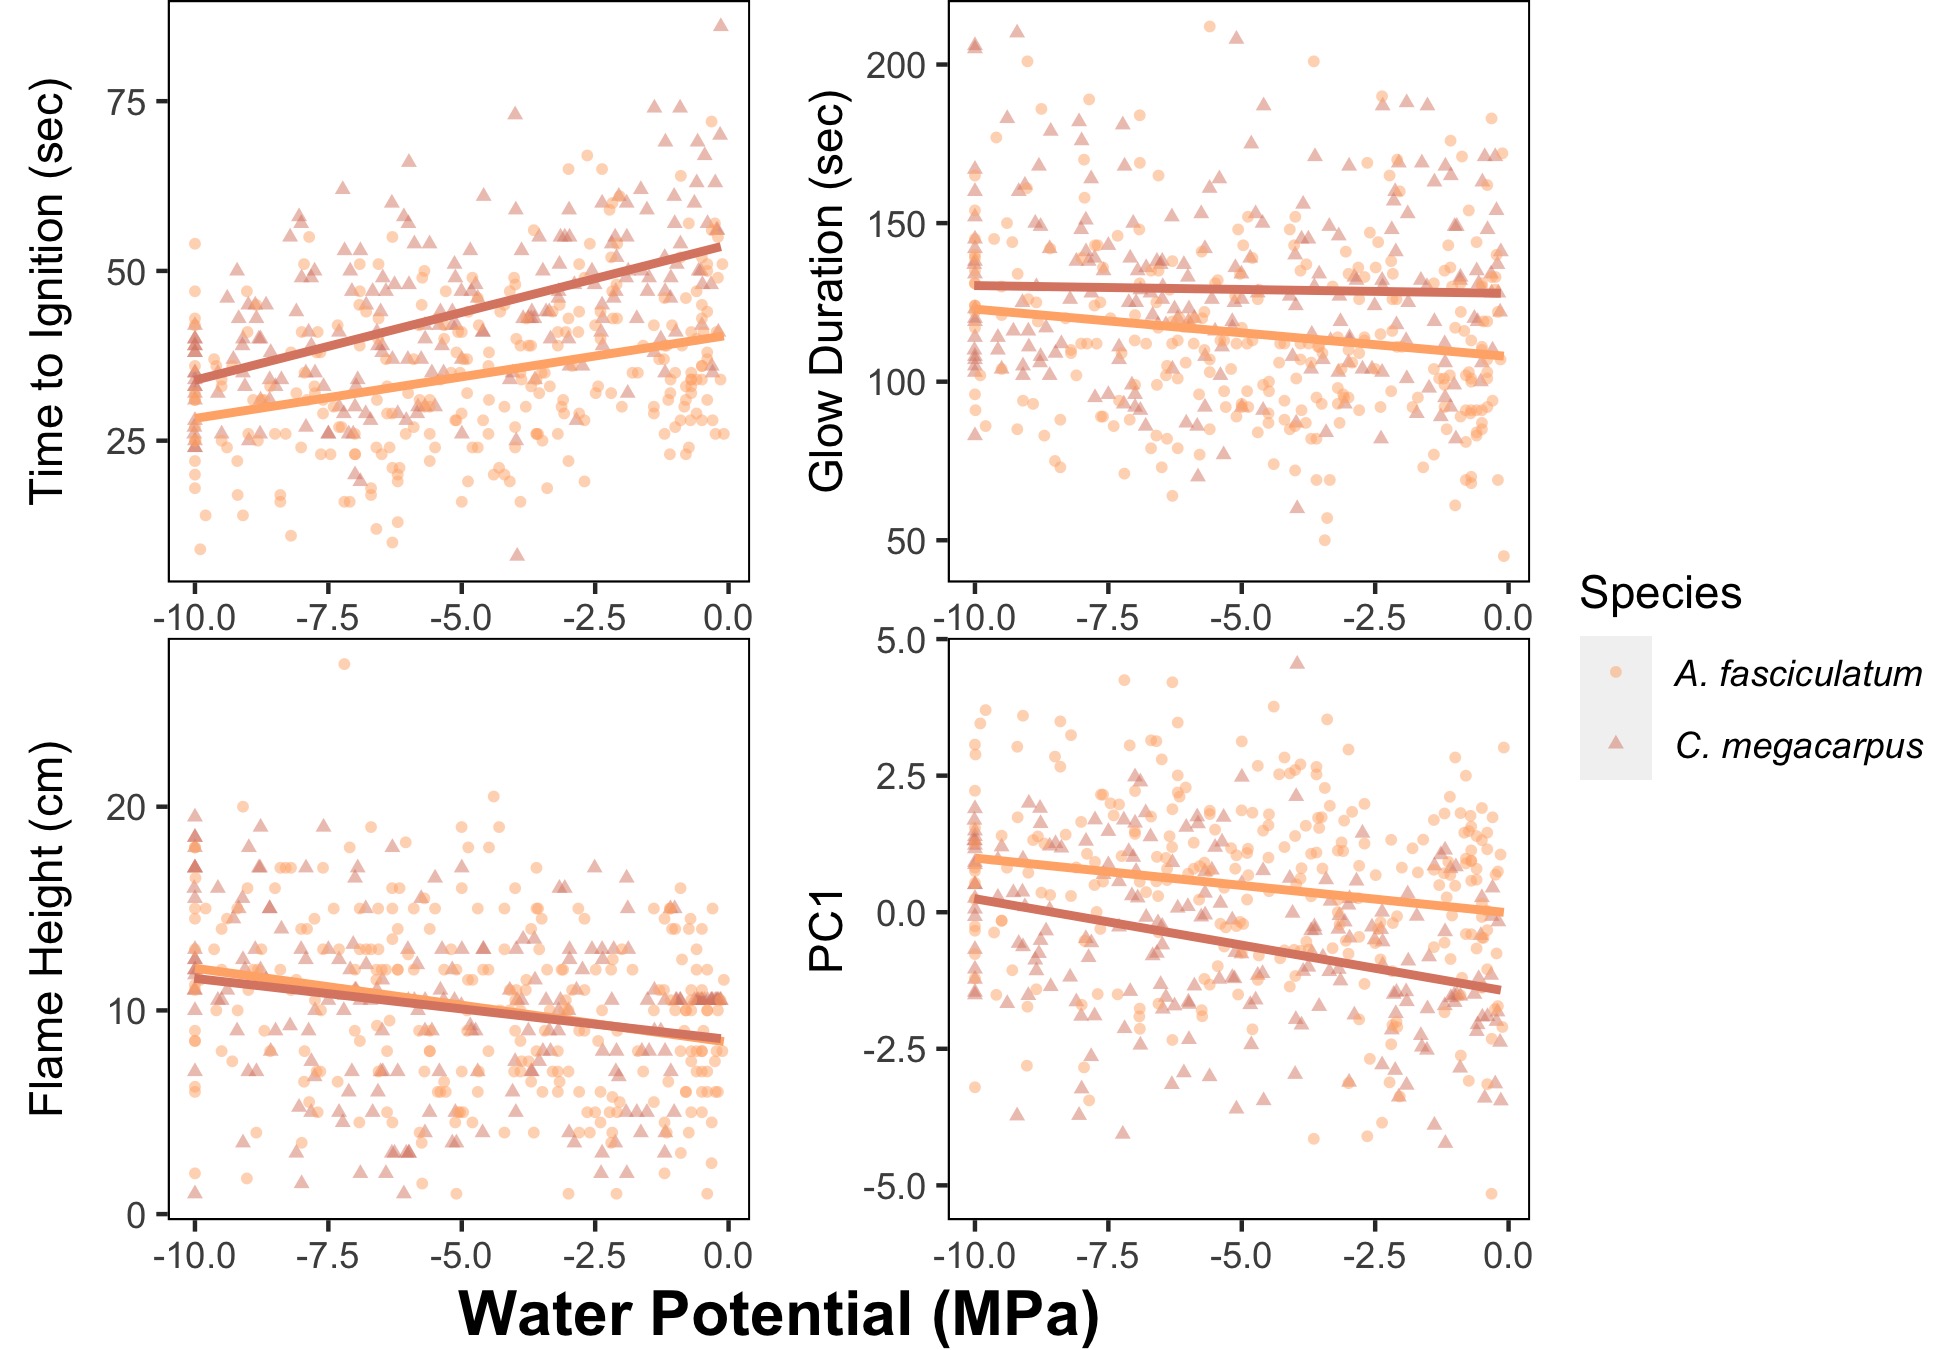 Time to Ignition (sec)
75
50
25
-10.0 -7.5 -5.0 -2.5 0.0
Glow Duration (sec)
200
150
100
50
-10.0 -7.5 -5.0 -2.5 0.0
Flame Height (cm)
20
10
0
-10.0 -7.5 -5.0 -2.5 0.0
PC1
5.0
2.5
0.0
-2.5
-5.0
-10.0 -7.5 -5.0 -2.5 0.0
Water Potential (MPa)
Species
A. fasciculatum
C. megacarpus